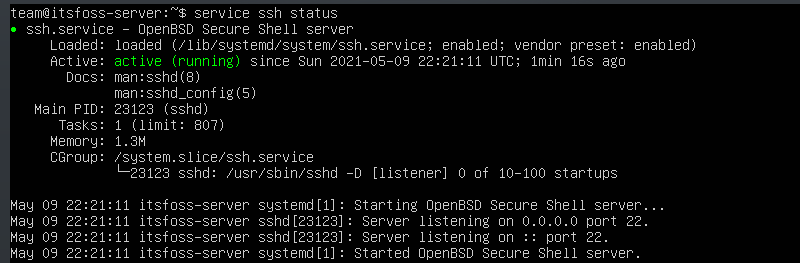 team@itsfoss-server:~$ service ssh status
● ssh.service - OpenBSD Secure Shell server
     Loaded: loaded (/lib/systemd/system/ssh.service; enabled; vendor preset: enabled)
     Active: active (running) since Sun 2021-05-09 22:21:11 UTC; 1min 16s ago
       Docs: man:sshd(8)
             man:sshd_config(5)
   Main PID: 23123 (sshd)
      Tasks: 1 (limit: 807)
     Memory: 1.3M
     CGroup: /system.slice/ssh.service
             └─23123 sshd: /usr/sbin/sshd -D [listener] 0 of 10-100 startups
May 09 22:21:11 itsfoss-server systemd[1]: Starting OpenBSD Secure Shell server...
May 09 22:21:11 itsfoss-server sshd[23123]: Server listening on 0.0.0.0 port 22.
May 09 22:21:11 itsfoss-server sshd[23123]: Server listening on :: port 22.
May 09 22:21:11 itsfoss-server systemd[1]: Started OpenBSD Secure Shell server.